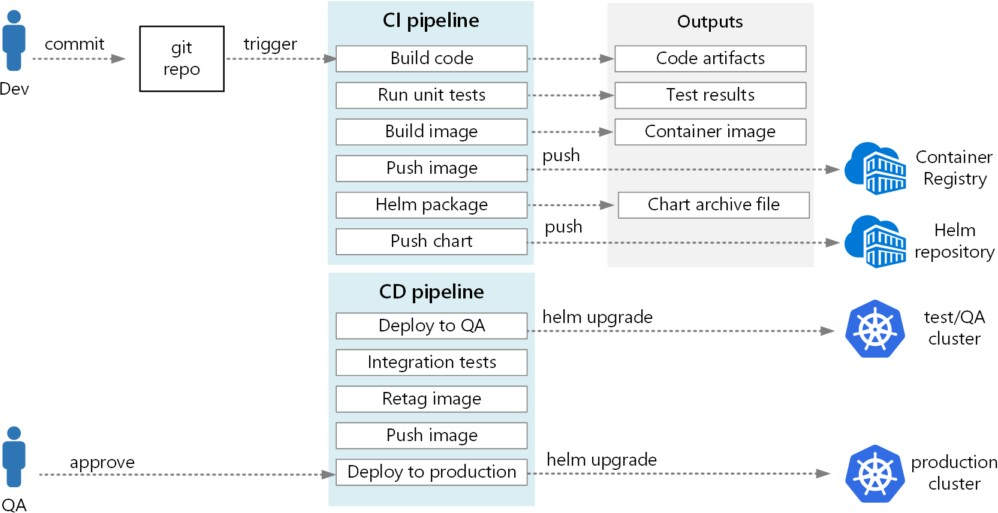 commit
git
repo
trigger
Dev
CI pipeline
Build code
Run unit tests
Build image
Push image
Helm package
Push chart
Outputs
Code artifacts
Test results
Container image
push
Chart archive file
push
Container
Registry
Helm
repository
CD pipeline
Deploy to QA
Integration tests
Retag image
Push image
Deploy to production
helm upgrade
test/QA
cluster
approve
QA
helm upgrade
production
cluster